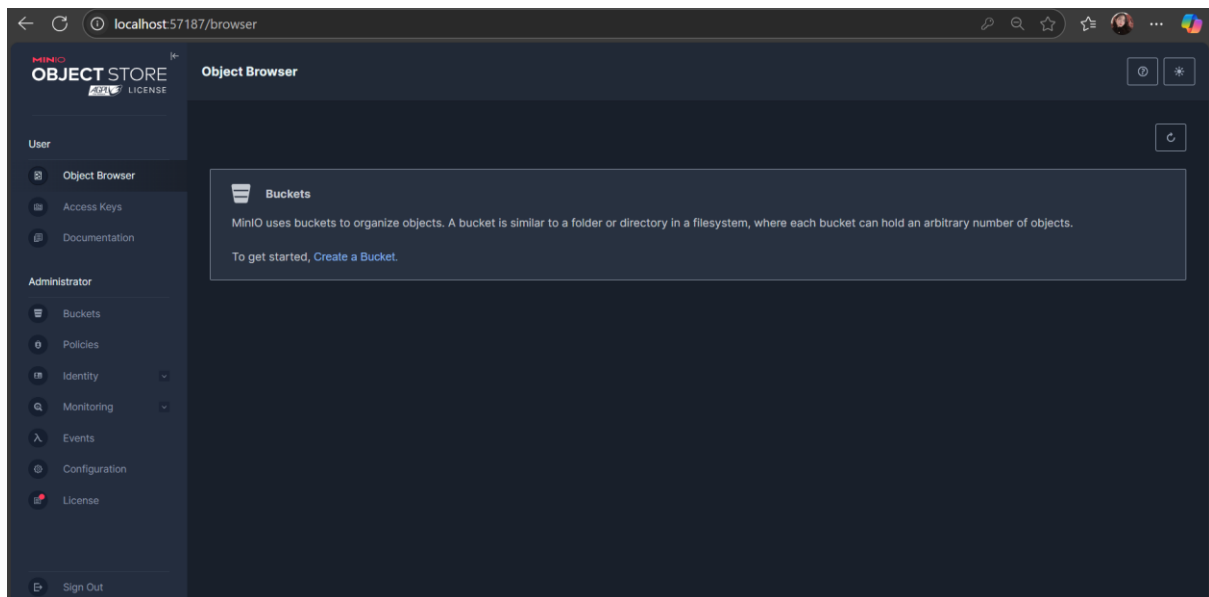 localhost:57187/browser
MINIO
OBJECT STORE
AGPLv3 LICENSE
Object Browser
User
Object Browser
Access Keys
Documentation
Buckets
MinIO uses buckets to organize objects. A bucket is similar to a folder or directory in a filesystem, where each bucket can hold an arbitrary number of objects.
To get started, Create a Bucket.
Administrator
Buckets
Policies
Identity
Monitoring
Events
Configuration
License
Sign Out